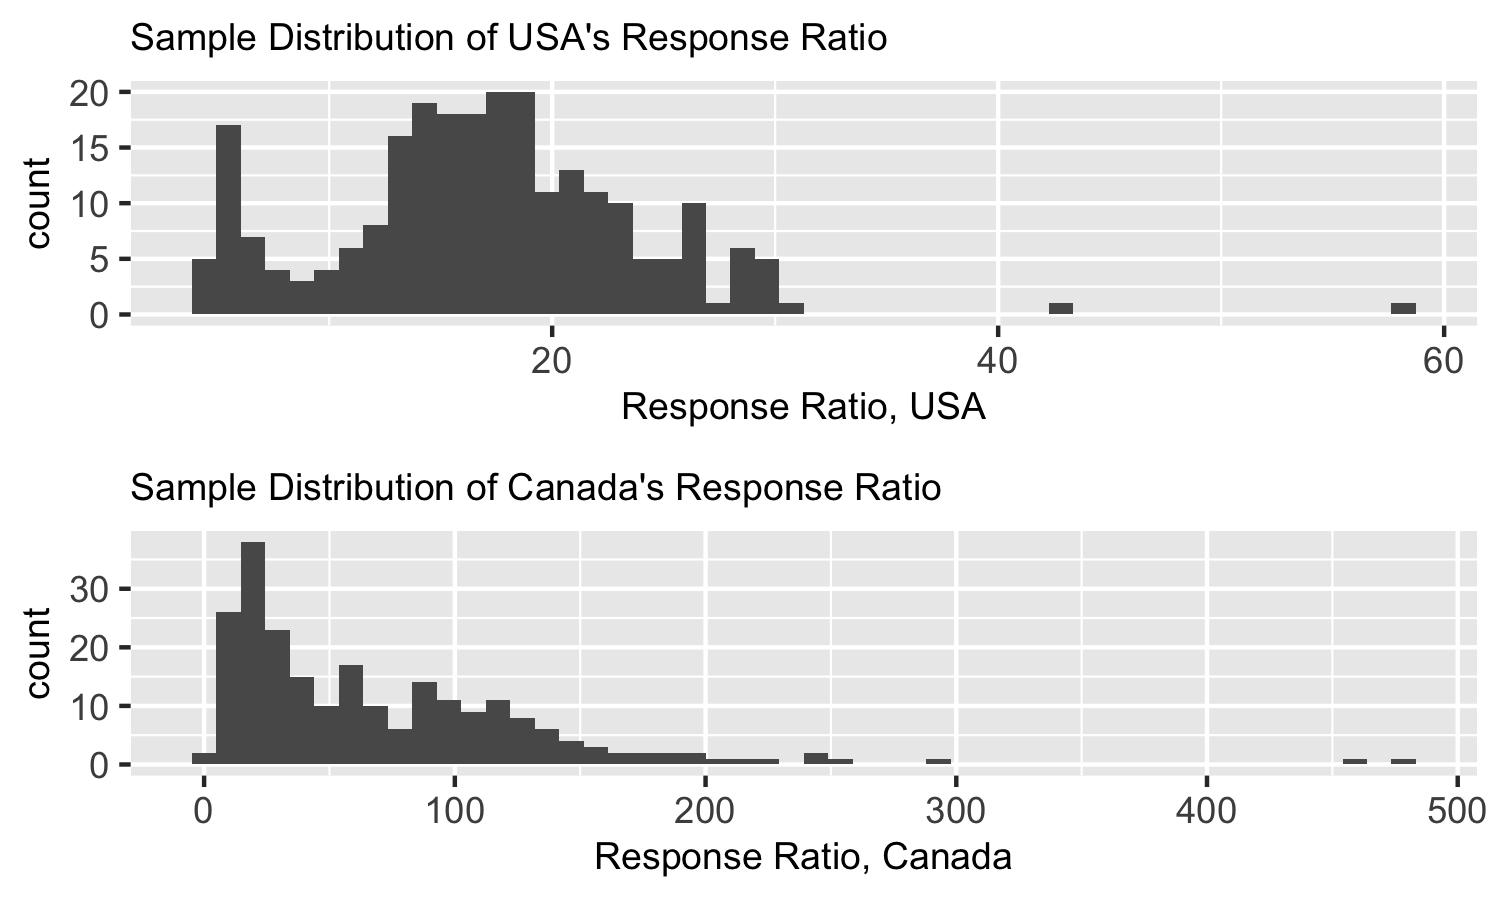 Sample Distribution of USA's Response Ratio
20
15
10
5
0
count
20 40 60
Response Ratio, USA
Sample Distribution of Canada's Response Ratio
30
20
10
0
count
0 100 200 300 400 500
Response Ratio, Canada